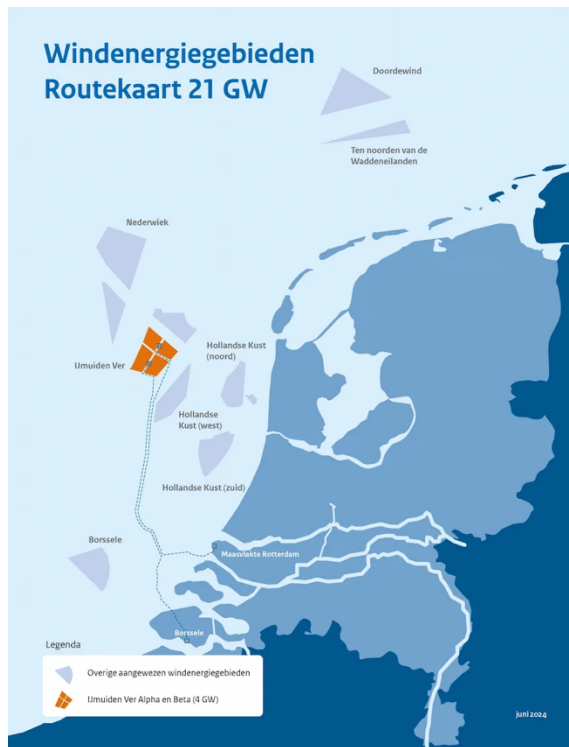 Windenergiegebieden
Routekaart 21 GW
Doordewind
Ten noorden van de
Waddeneilanden
Nederwiek
IJmuiden Ver
Hollandse Kust
(noord)
Hollandse
Kust (west)
Hollandse Kust (zuid)
Borssele
Maasvlakte Rotterdam
Borssele
Legenda
Overige aangewezen windenergiegebieden
IJmuiden Ver Alpha en Beta (4 GW)
juni 2024